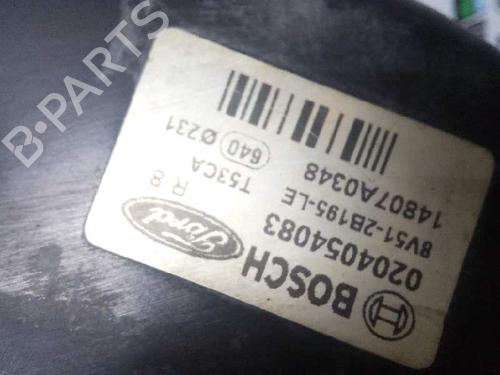 BOSCH
0204054083
8V51-2B195-LE
14807A0348
Ford
R 8
T53CA
640 Ø231
B-PARTS